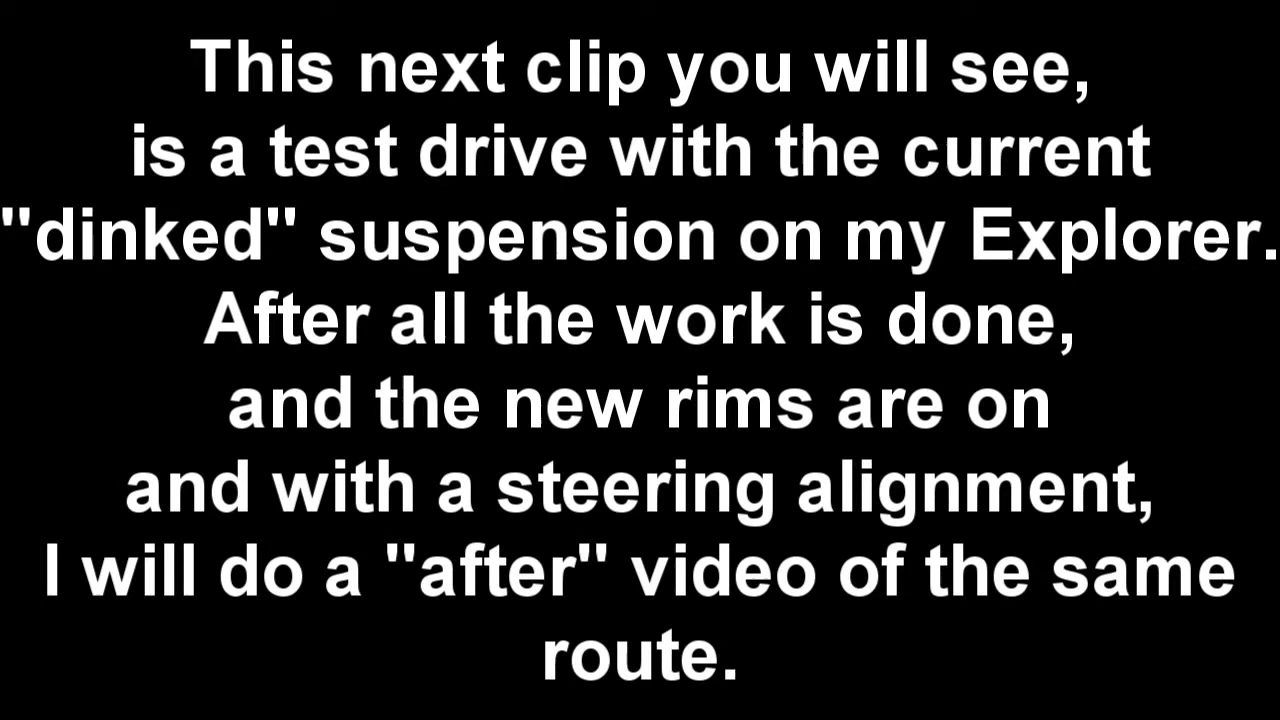 This next clip you will see,
is a test drive with the current
"dinked" suspension on my Explorer.
After all the work is done,
and the new rims are on
and with a steering alignment,
I will do a "after" video of the same
route.